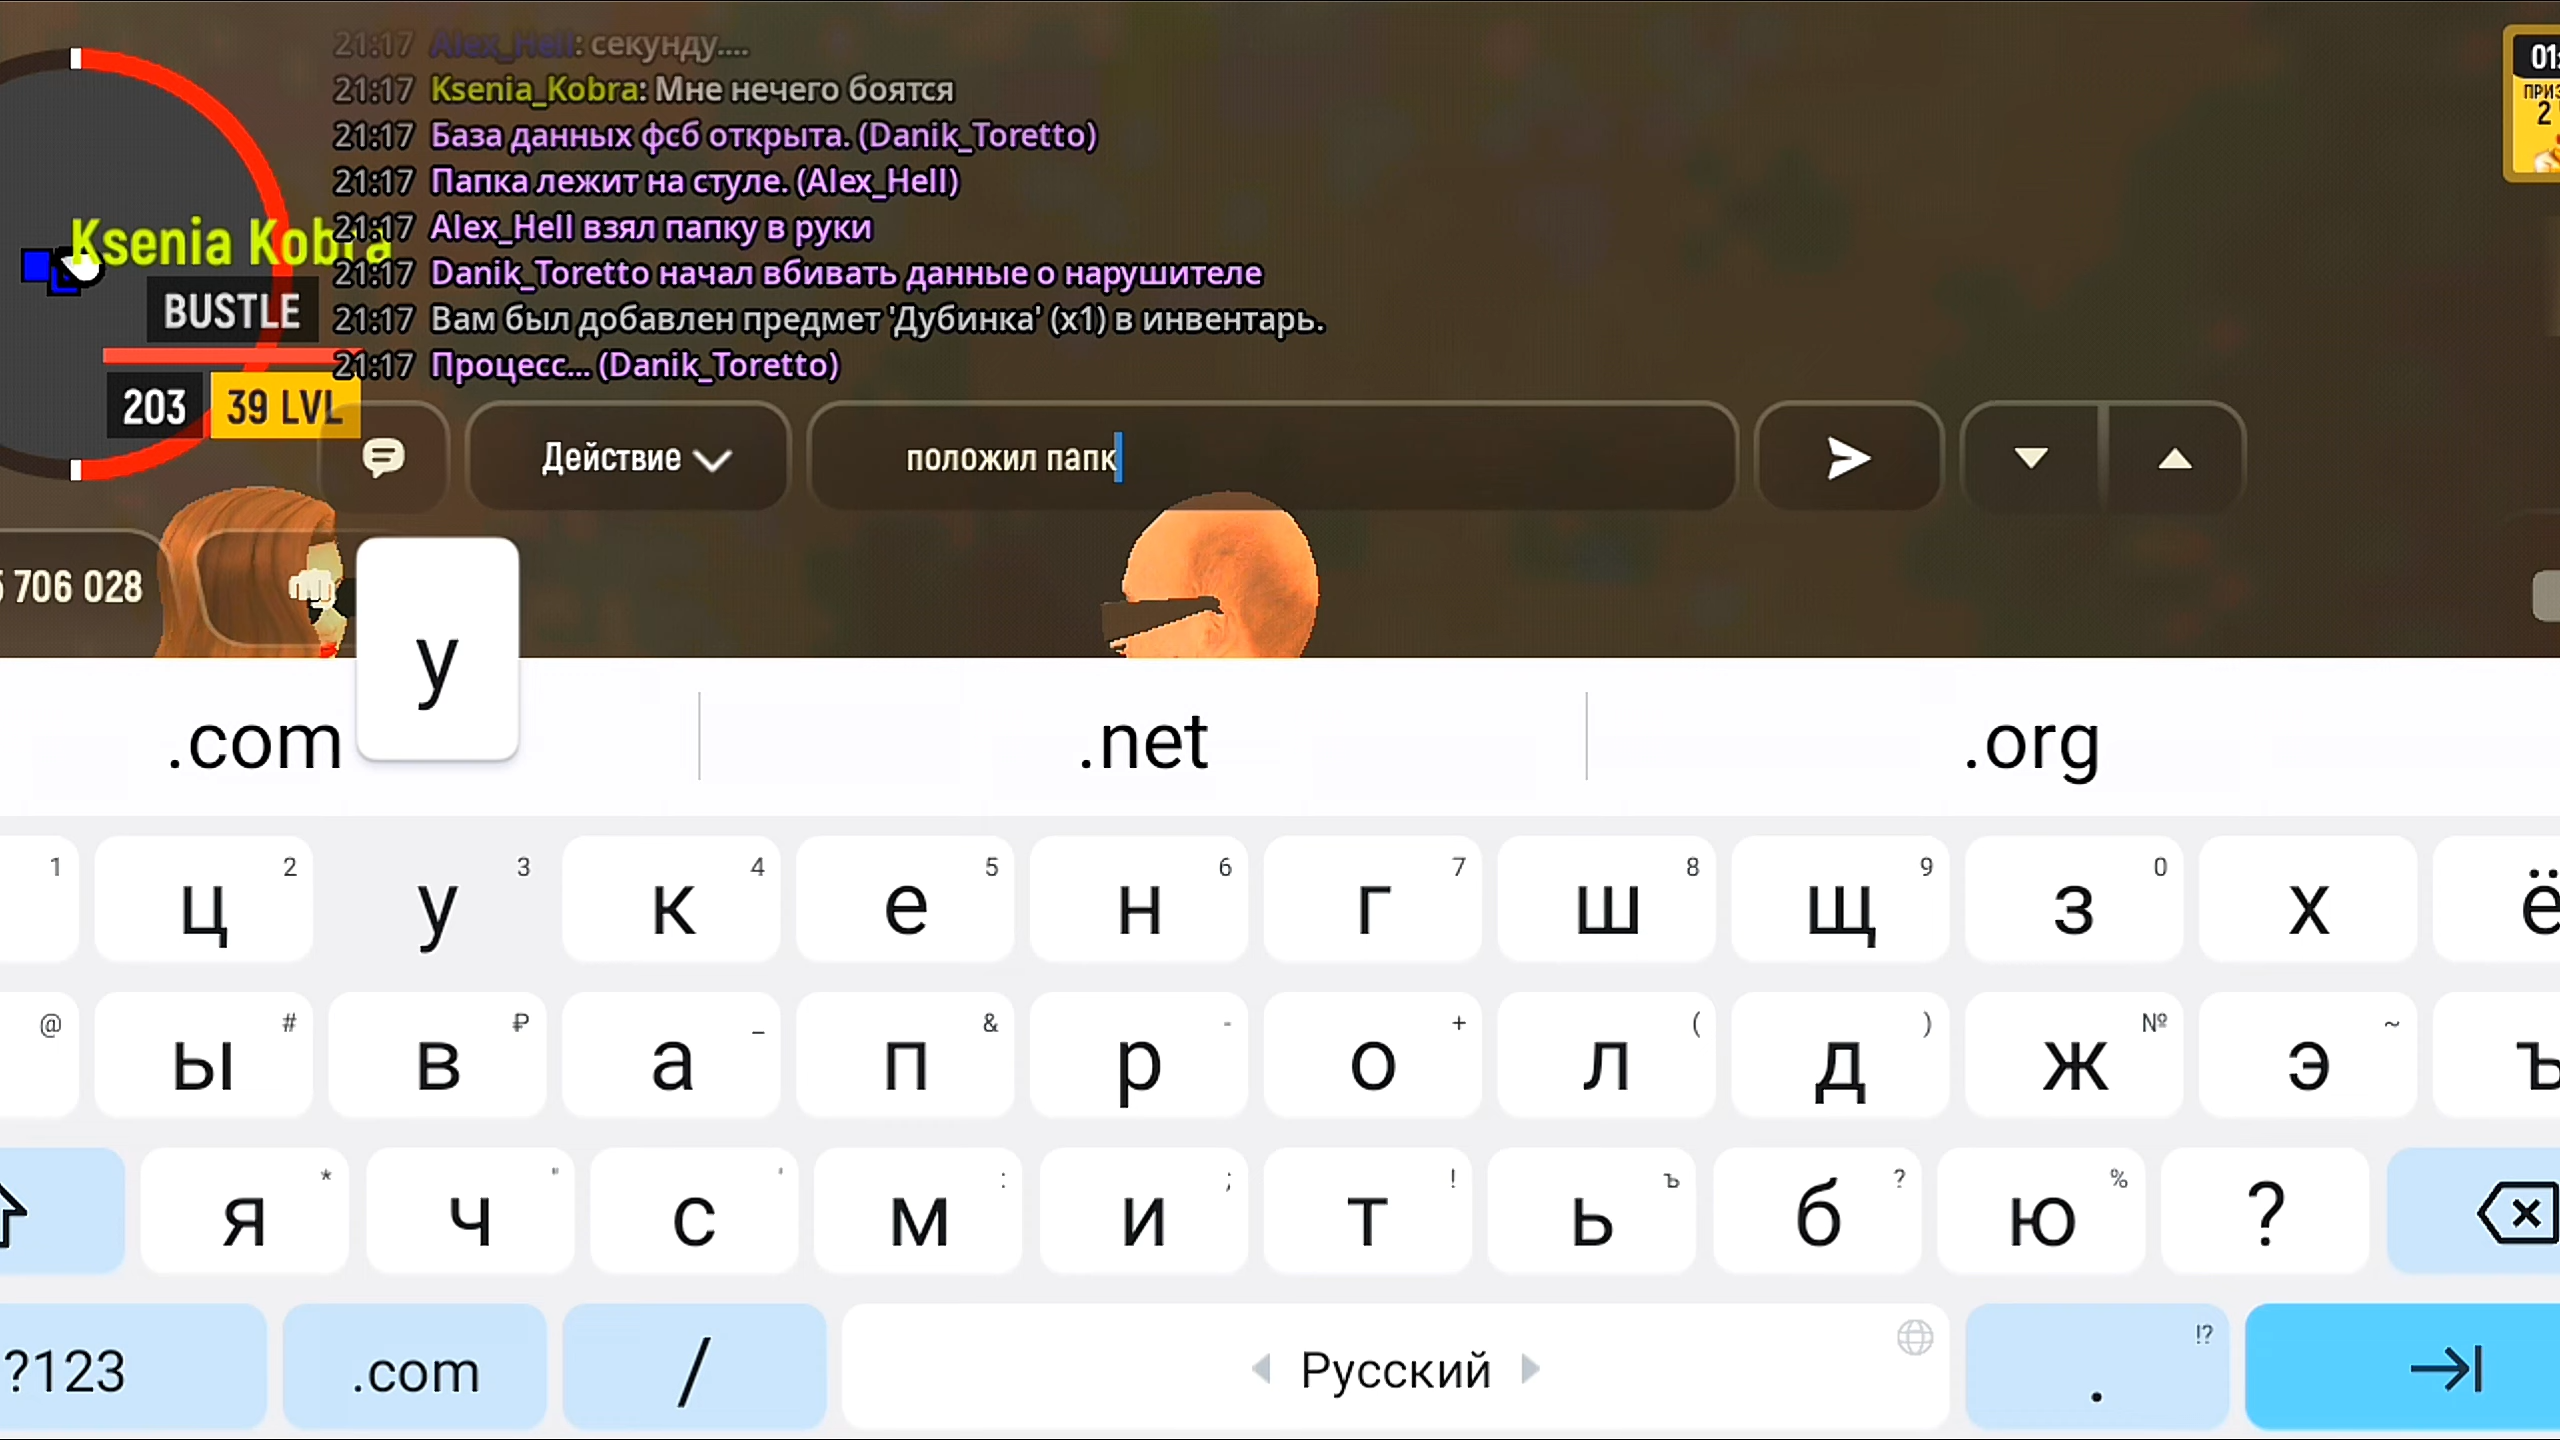 21:17 Alex_Hell: секунду....
21:17 Ksenia_Kobra: Мне нечего боятся
21:17 База данных фсб открыта. (Danik_Toretto)
21:17 Папка лежит на стуле. (Alex_Hell)
21:17 Alex_Hell взял папку в руки
21:17 Danik_Toretto начал вбивать данные о нарушителе
21:17 Вам был добавлен предмет 'Дубинка' (x1) в инвентарь.
21:17 Процесс... (Danik_Toretto)
Ksenia Kobra
BUSTLE
203 39 LVL
01:
2
Действие положил папк
706 028
у
.com .net .org
1 ц 2 у 3 к 4 е 5 н 6 г 7 ш 8 щ 9 з 0 х ё
@ ы # в ₽ а _ п & р - о + л ( д ) ж № э ~ ъ
я * ч " с ' м : и ; т ! ь ъ б ? ю % ?
?123 .com / Русский . !?